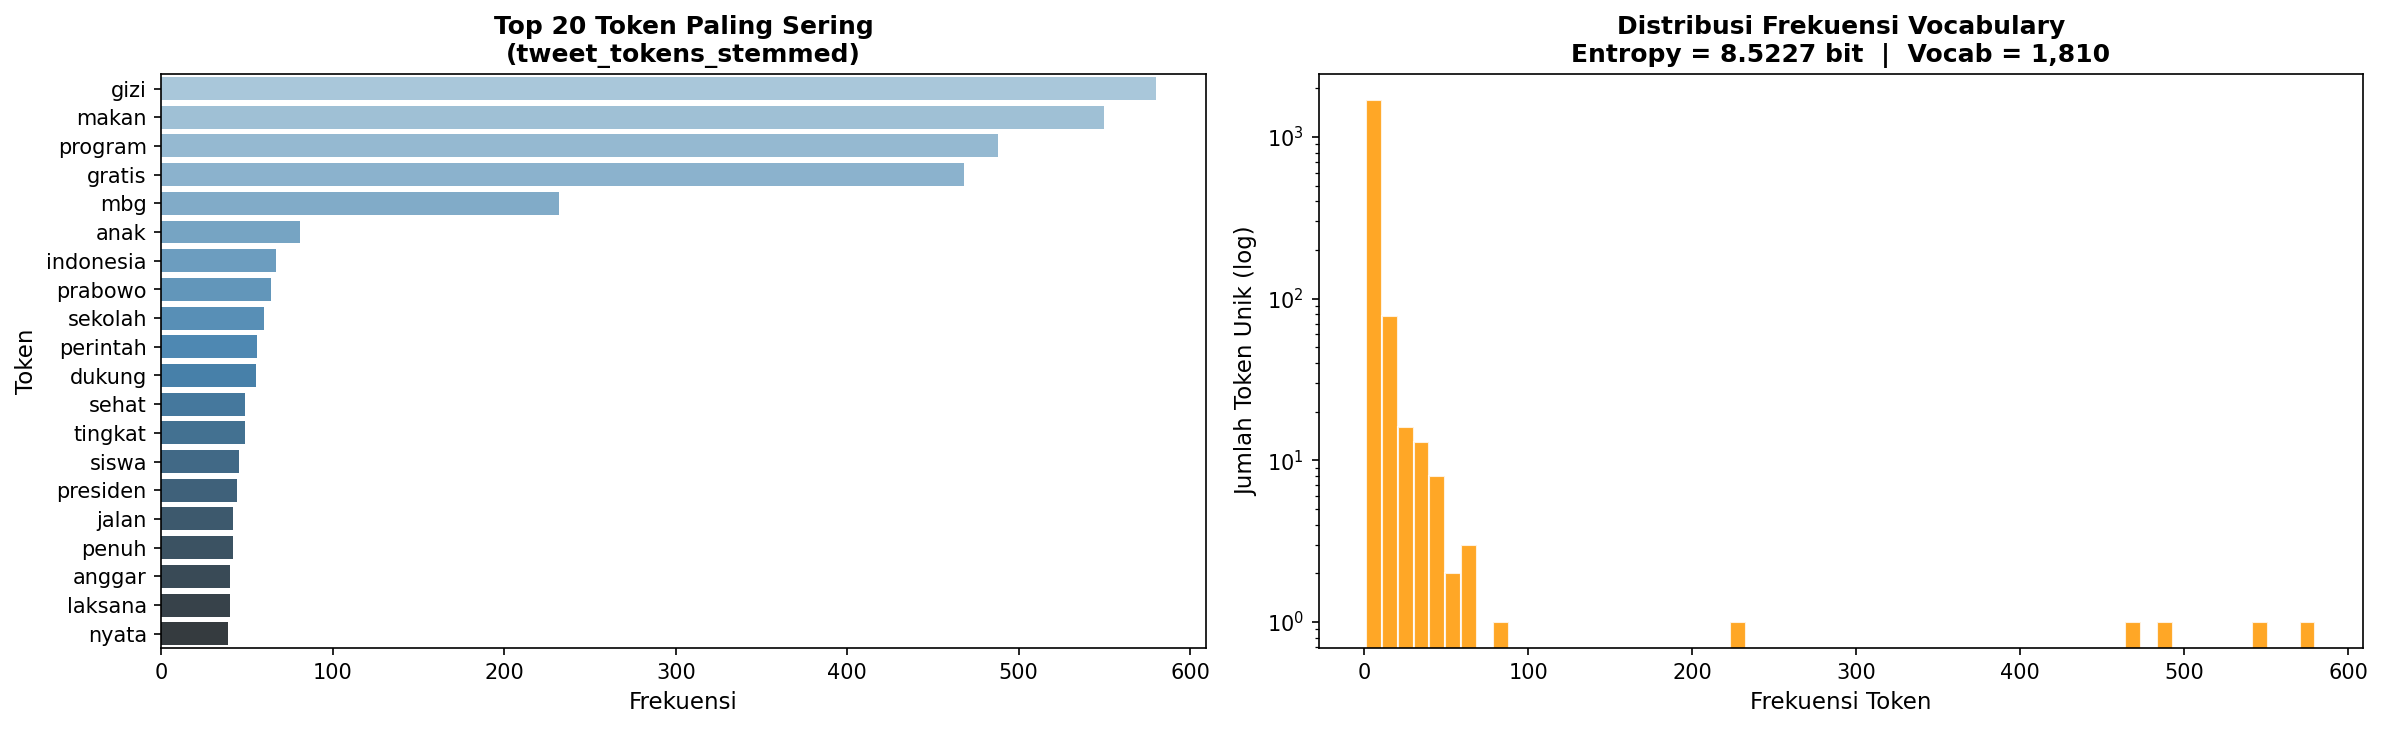 Top 20 Token Paling Sering
(tweet_tokens_stemmed)
Token
gizi
makan
program
gratis
mbg
anak
indonesia
prabowo
sekolah
perintah
dukung
sehat
tingkat
siswa
presiden
jalan
penuh
anggar
laksana
nyata
0 100 200 300 400 500 600
Frekuensi
Distribusi Frekuensi Vocabulary
Entropy = 8.5227 bit | Vocab = 1,810
Jumlah Token Unik (log)
10³
10²
10¹
10⁰
0 100 200 300 400 500 600
Frekuensi Token